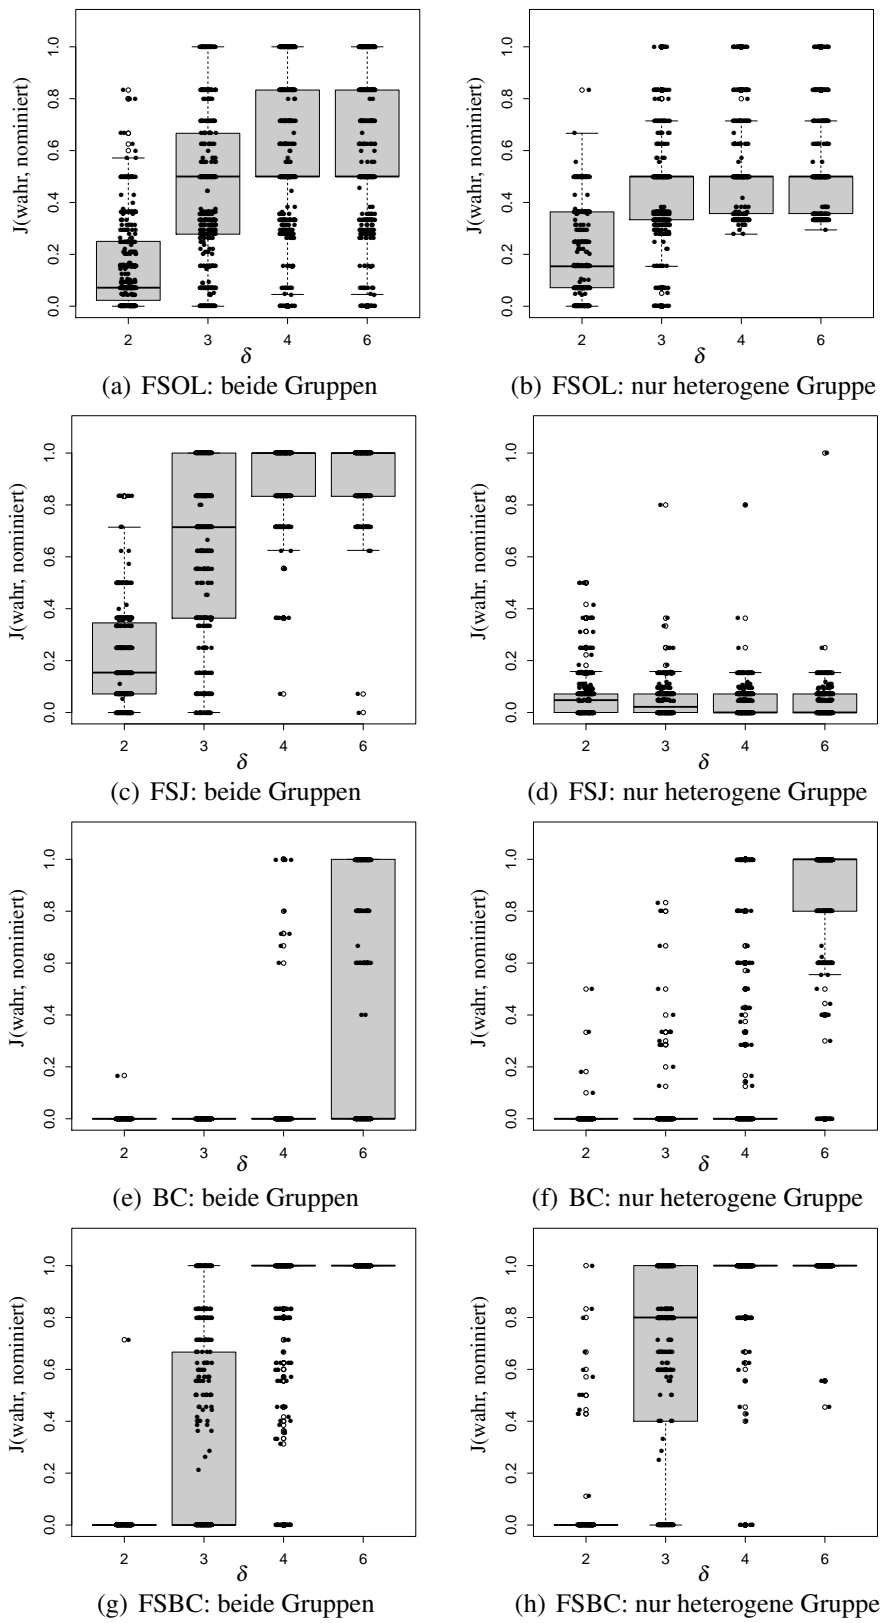 J(wahr, nominiert)
0.0 0.2 0.4 0.6 0.8 1.0
2 3 4 6
δ
(a) FSOL: beide Gruppen
J(wahr, nominiert)
0.0 0.2 0.4 0.6 0.8 1.0
2 3 4 6
δ
(b) FSOL: nur heterogene Gruppe
J(wahr, nominiert)
0.0 0.2 0.4 0.6 0.8 1.0
2 3 4 6
δ
(c) FSJ: beide Gruppen
J(wahr, nominiert)
0.0 0.2 0.4 0.6 0.8 1.0
2 3 4 6
δ
(d) FSJ: nur heterogene Gruppe
J(wahr, nominiert)
0.0 0.2 0.4 0.6 0.8 1.0
2 3 4 6
δ
(e) BC: beide Gruppen
J(wahr, nominiert)
0.0 0.2 0.4 0.6 0.8 1.0
2 3 4 6
δ
(f) BC: nur heterogene Gruppe
J(wahr, nominiert)
0.0 0.2 0.4 0.6 0.8 1.0
2 3 4 6
δ
(g) FSBC: beide Gruppen
J(wahr, nominiert)
0.0 0.2 0.4 0.6 0.8 1.0
2 3 4 6
δ
(h) FSBC: nur heterogene Gruppe